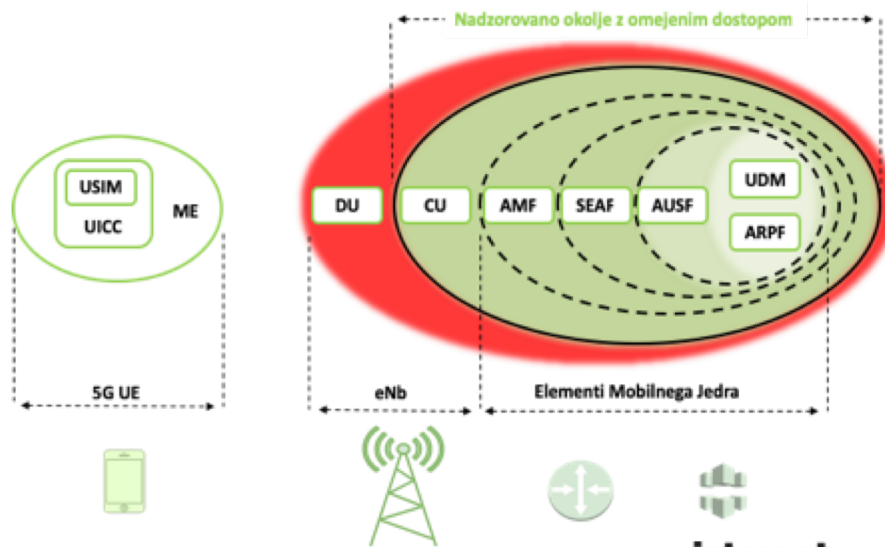 Nadzorovano okolje z omejenim dostopom
USIM
UICC
ME
DU
CU
AMF
SEAF
AUSF
UDM
ARPF
5G UE
eNb
Elementi Mobilnega Jedra